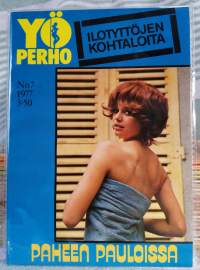 YÖ
PERHO
ILOTYTTÖJEN
KOHTALOITA
No 7
1977
3:50
PAHEEN PAULOISSA